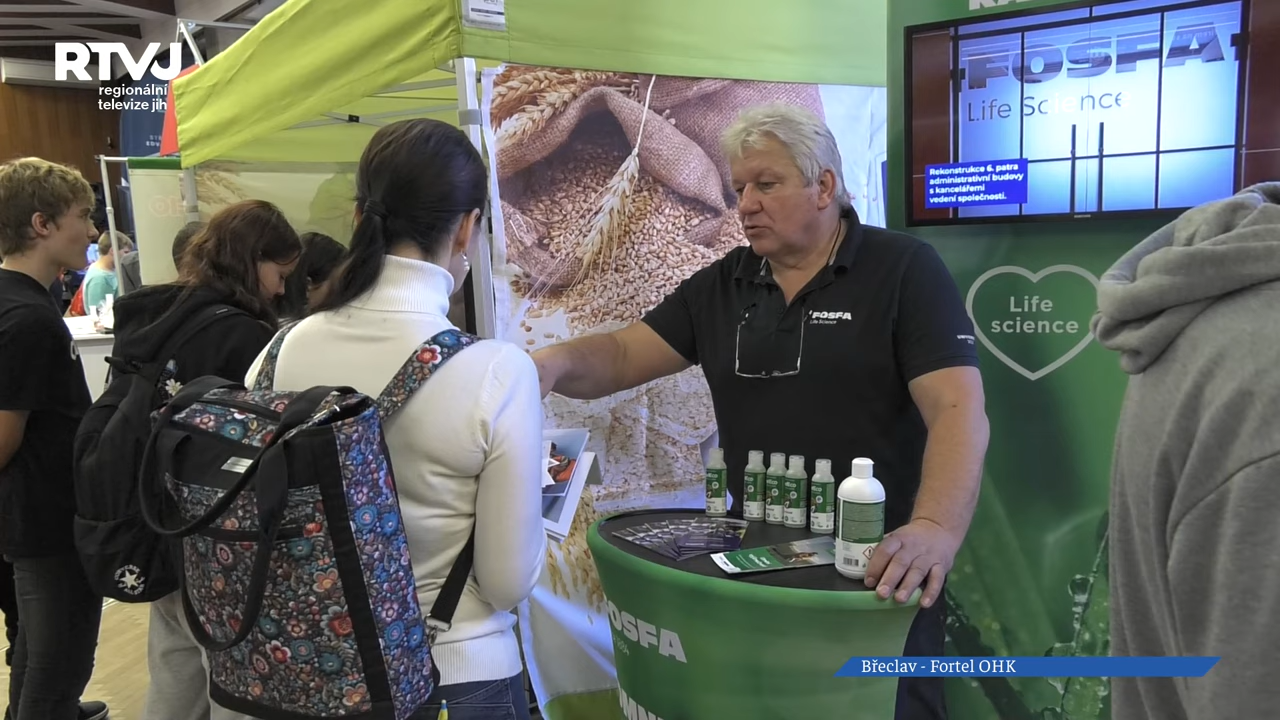 RTVJ
regionální
televize jih
FOSFA
Life Science
Rekonstrukce 6. patra
administrativní budovy
s kancelářemi
vedení společnosti.
FOSFA
Life Science
Life
science
FOSFA
Břeclav - Fortel OHK